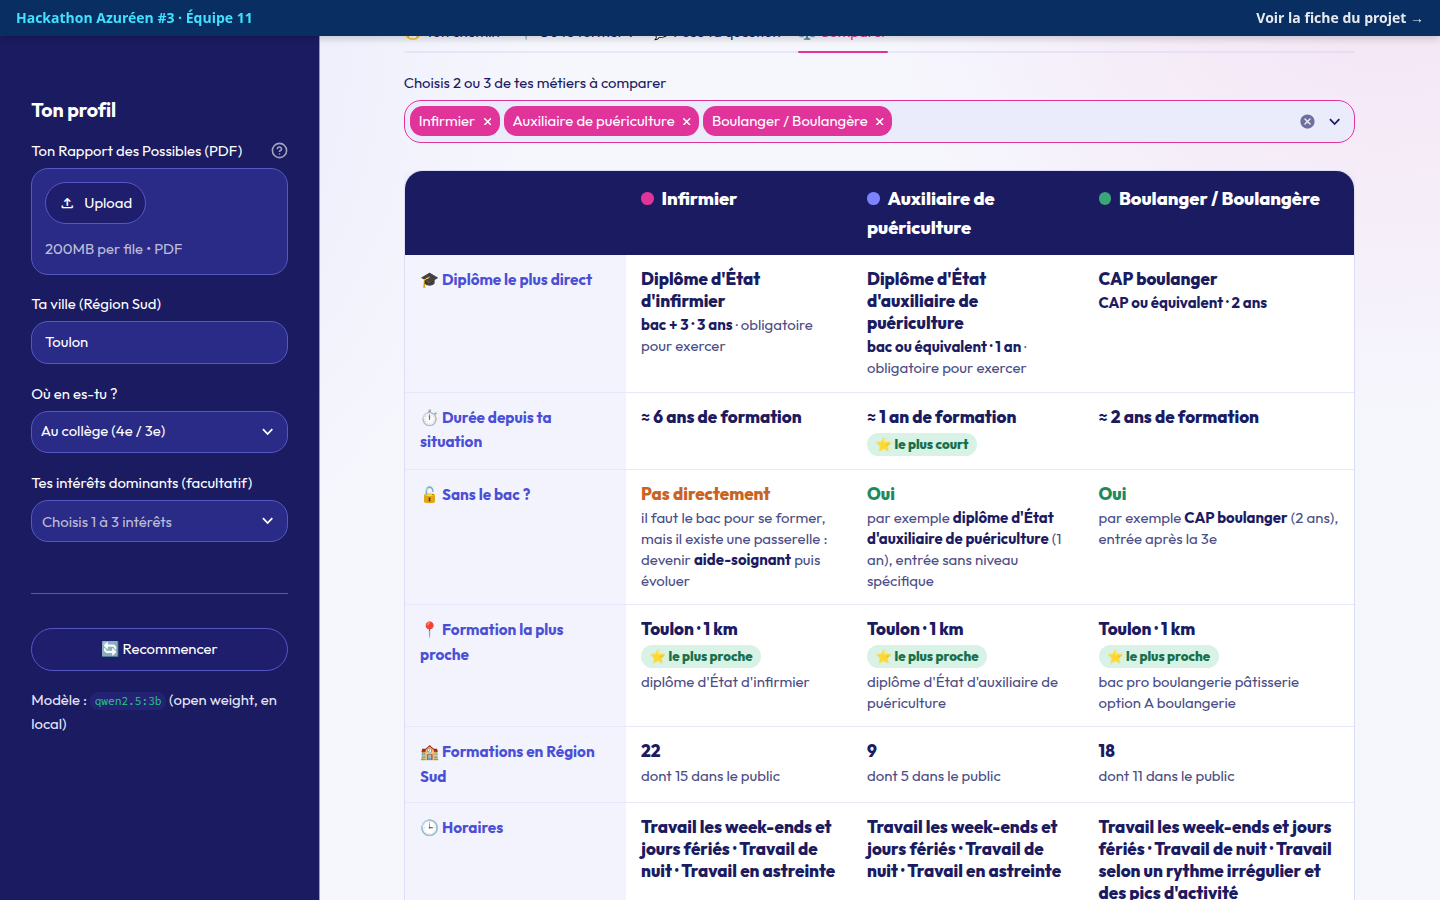 Hackathon Azuréen #3 · Équipe 11
Voir la fiche du projet →
Ton profil
Ton Rapport des Possibles (PDF)
Upload
200MB per file • PDF
Ta ville (Région Sud)
Toulon
Où en es-tu ?
Au collège (4e / 3e)
Tes intérêts dominants (facultatif)
Choisis 1 à 3 intérêts
Recommencer
Modèle : qwen2.5:3b (open weight, en
local)
Choisis 2 ou 3 de tes métiers à comparer
Infirmier ×
Auxiliaire de puériculture ×
Boulanger / Boulangère ×
Infirmier
Auxiliaire de
puériculture
Boulanger / Boulangère
Diplôme le plus direct
Diplôme d'État
d'infirmier
bac + 3 · 3 ans · obligatoire
pour exercer
Diplôme d'État
d'auxiliaire de
puériculture
bac ou équivalent · 1 an ·
obligatoire pour exercer
CAP boulanger
CAP ou équivalent · 2 ans
Durée depuis ta
situation
≈ 6 ans de formation
≈ 1 an de formation
le plus court
≈ 2 ans de formation
Sans le bac ?
Pas directement
il faut le bac pour se former,
mais il existe une passerelle :
devenir aide-soignant puis
évoluer
Oui
par exemple diplôme d'État
d'auxiliaire de puériculture (1
an), entrée sans niveau
spécifique
Oui
par exemple CAP boulanger (2 ans),
entrée après la 3e
Formation la plus
proche
Toulon · 1 km
le plus proche
diplôme d'État d'infirmier
Toulon · 1 km
le plus proche
diplôme d'État d'auxiliaire de
puériculture
Toulon · 1 km
le plus proche
bac pro boulangerie pâtisserie
option A boulangerie
Formations en Région
Sud
22
dont 15 dans le public
9
dont 5 dans le public
18
dont 11 dans le public
Horaires
Travail les week-ends et
jours fériés · Travail de
nuit · Travail en astreinte
Travail les week-ends et
jours fériés · Travail de
nuit · Travail en astreinte
Travail les week-ends et jours
fériés · Travail de nuit · Travail
selon un rythme irrégulier et
des pics d'activité